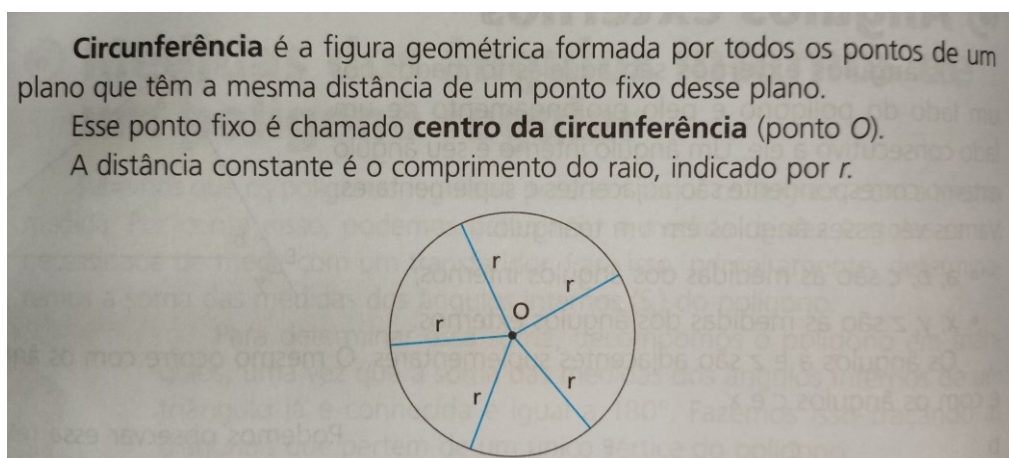 Circunferência é a figura geométrica formada por todos os pontos de um
plano que têm a mesma distância de um ponto fixo desse plano.
Esse ponto fixo é chamado centro da circunferência (ponto O).
A distância constante é o comprimento do raio, indicado por r.
r
r
O
r
r
r